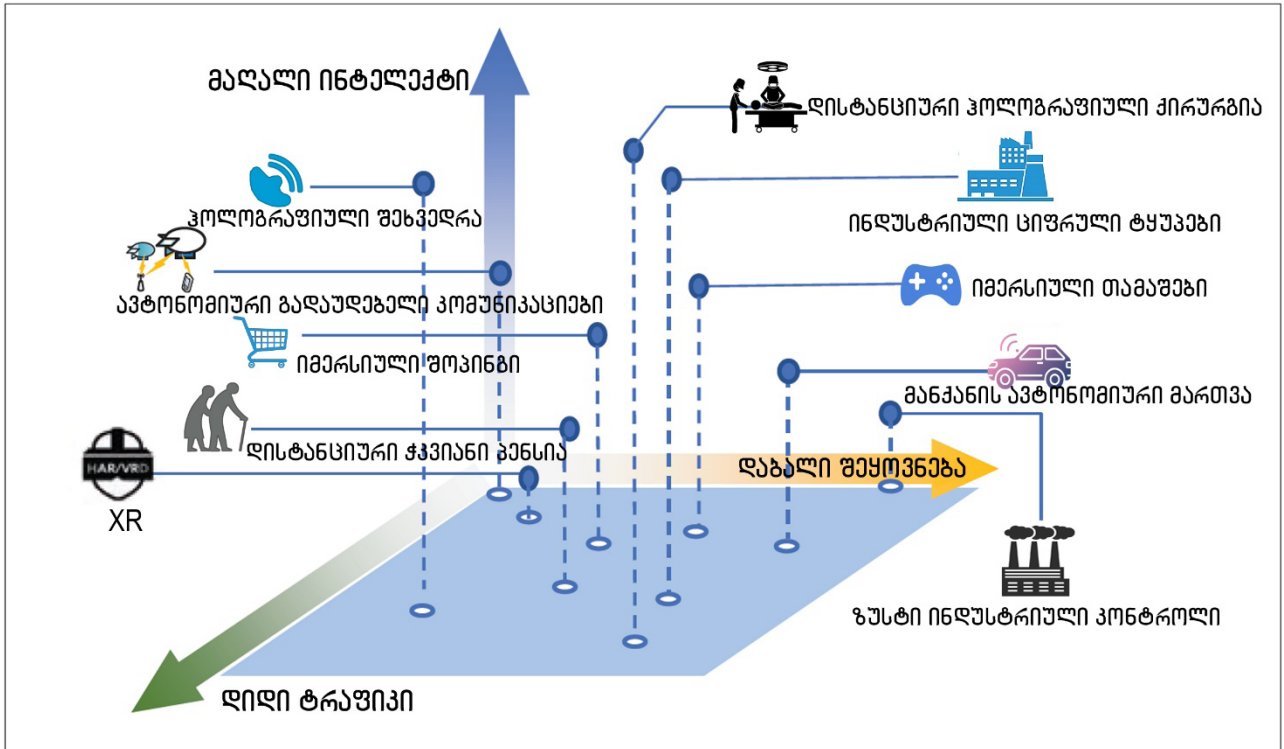 მაღალი ინტელექტი
დისტანციური ჰოლოგრაფიული ქირურგია
ჰოლოგრაფიული შეხვედრა
ინდუსტრიული ციფრული ტყუპები
ავტონომიური გადაუდებელი კომუნიკაციები
იმერსიული თამაშები
იმერსიული შოპინგი
მანქანის ავტონომიური მართვა
დისტანციური ჭკვიანი პენსია
დაბალი შეყოვნება
HAR/VRD
XR
ზუსტი ინდუსტრიული კონტროლი
დიდი ტრაფიკი